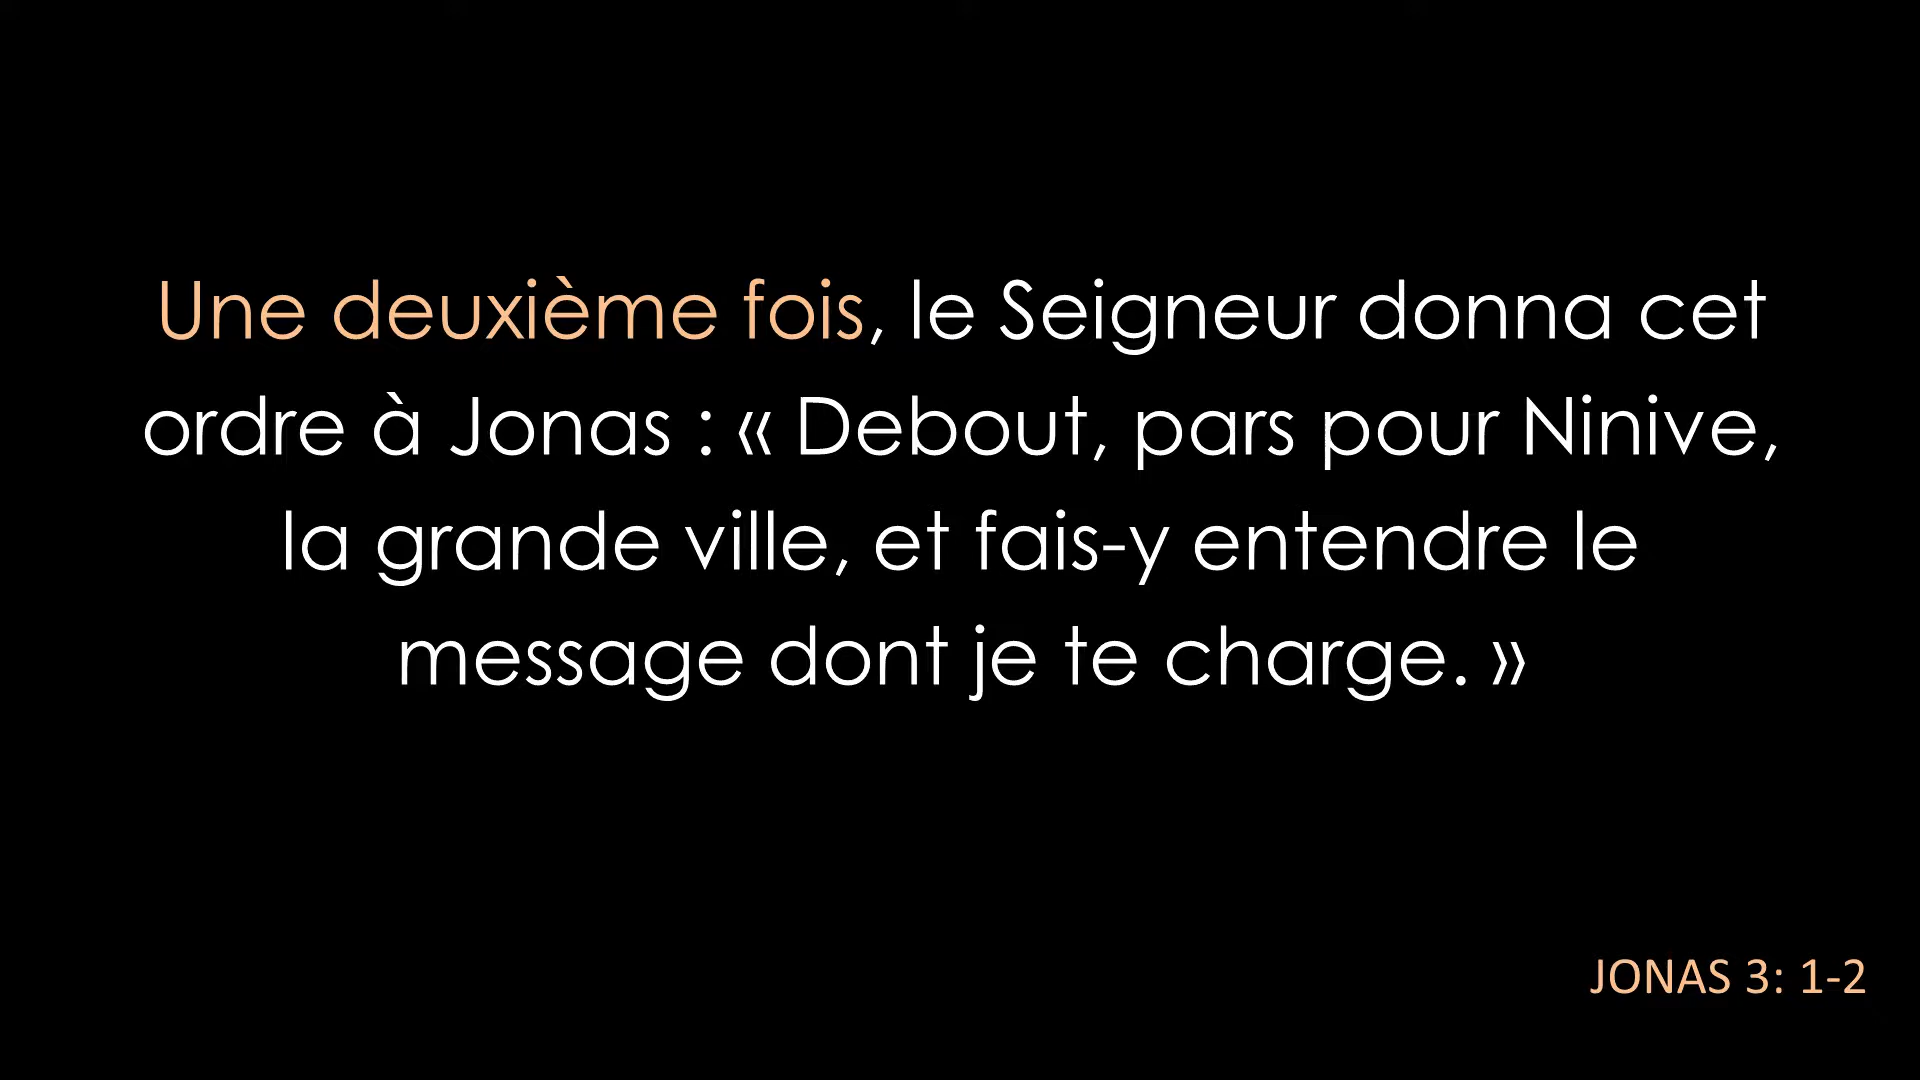 Une deuxième fois, le Seigneur donna cet
ordre à Jonas : « Debout, pars pour Ninive,
la grande ville, et fais-y entendre le
message dont je te charge. »
JONAS 3: 1-2